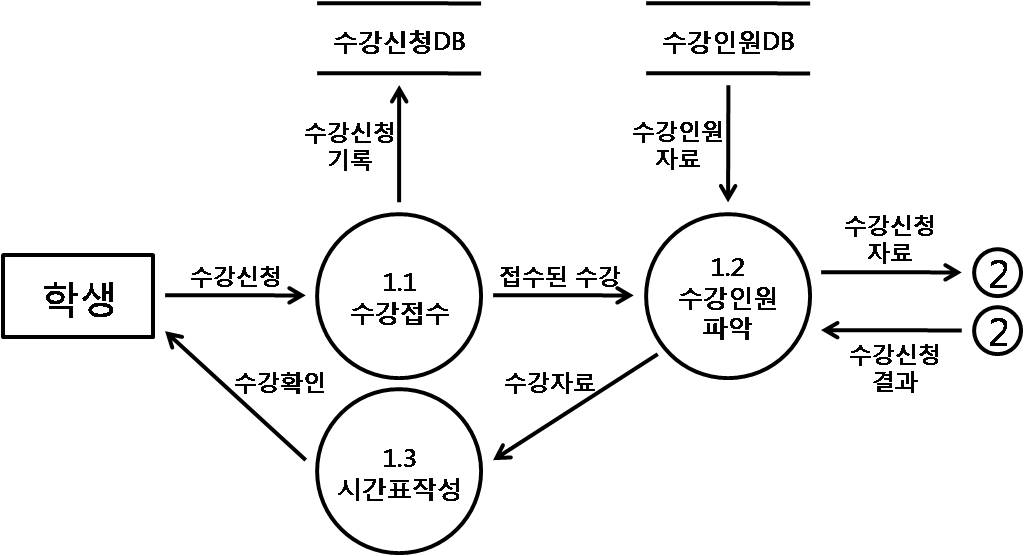 수강신청DB
수강인원DB
수강신청
기록
수강인원
자료
학생
수강신청
1.1
수강접수
접수된 수강
1.2
수강인원
파악
수강신청
자료
2
2
수강신청
결과
수강확인
수강자료
1.3
시간표작성